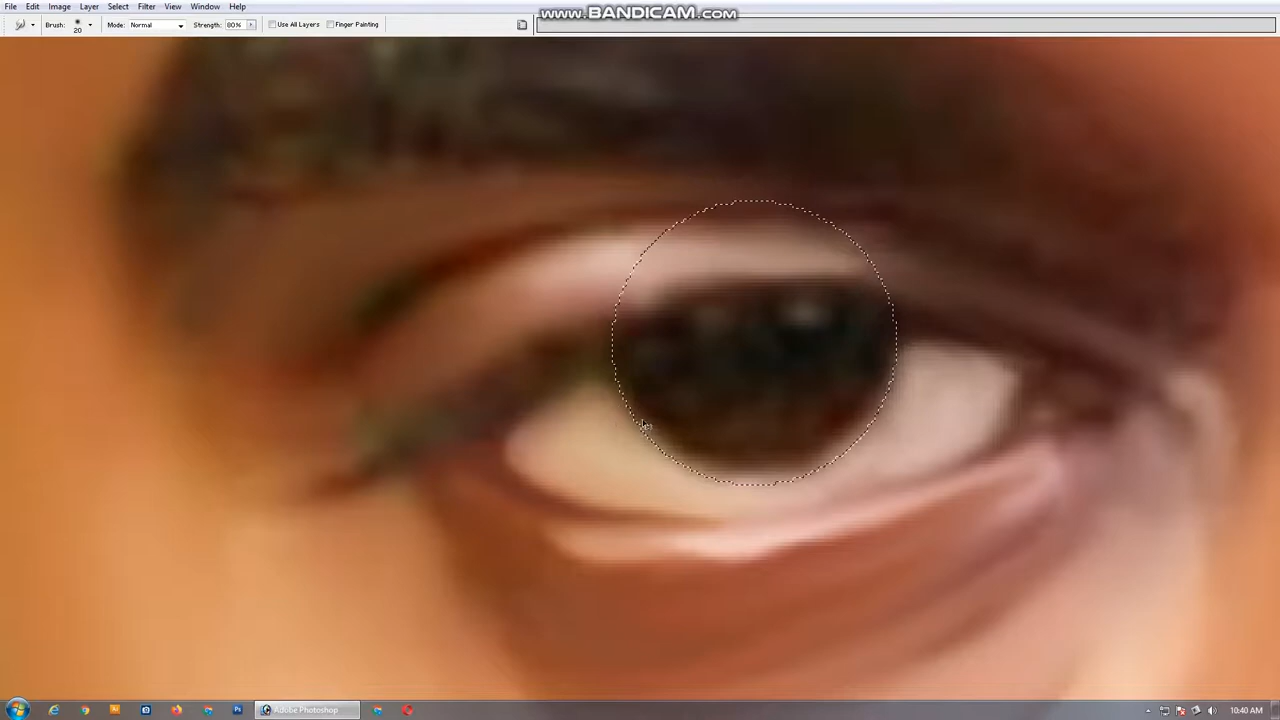 www.BANDICAM.com
File Edit Image Layer Select Filter View Window Help
Brush: 20 Mode: Normal Strength: 80% Use All Layers Finger Painting
Adobe Photoshop 10:40 AM